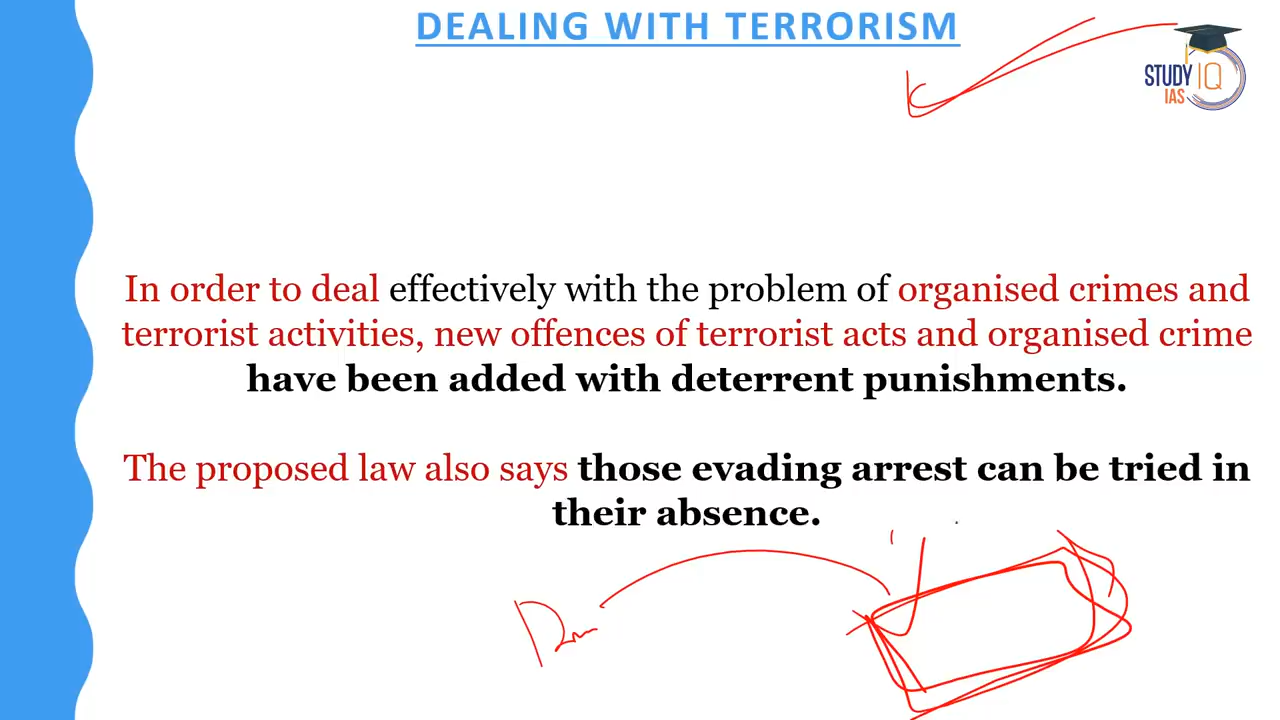 DEALING WITH TERRORISM
STUDY IQ
IAS
In order to deal effectively with the problem of organised crimes and
terrorist activities, new offences of terrorist acts and organised crime
have been added with deterrent punishments.
The proposed law also says those evading arrest can be tried in
their absence.